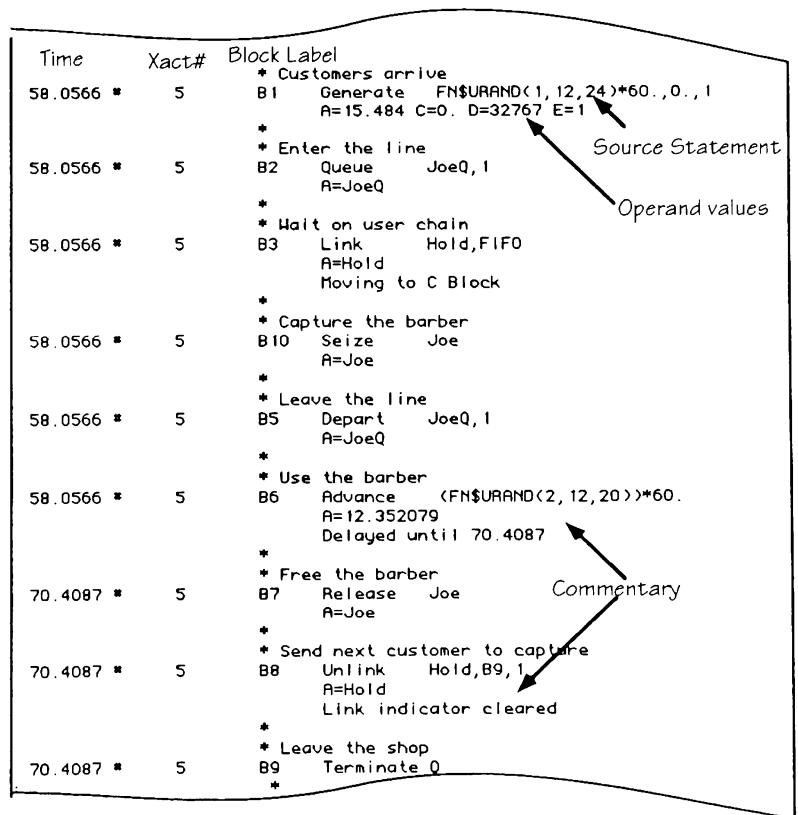 Time Xact# Block Label
* Customers arrive
58.0566 * 5 B1 Generate FN$URAND(1,12,24)*60.,0.,1
A=15.484 C=0. D=32767 E=1
*
* Enter the line
Source Statement
58.0566 * 5 B2 Queue JoeQ,1
A=JoeQ
Operand values
*
* Wait on user chain
58.0566 * 5 B3 Link Hold,FIFO
A=Hold
Moving to C Block
*
* Capture the barber
58.0566 * 5 B10 Seize Joe
A=Joe
*
* Leave the line
58.0566 * 5 B5 Depart JoeQ,1
A=JoeQ
*
* Use the barber
58.0566 * 5 B6 Advance (FN$URAND(2,12,20))*60.
A=12.352079
Delayed until 70.4087
*
* Free the barber
70.4087 * 5 B7 Release Joe
Commentary
A=Joe
*
* Send next customer to capture
70.4087 * 5 B8 Unlink Hold,B9,1
A=Hold
Link indicator cleared
*
* Leave the shop
70.4087 * 5 B9 Terminate 0
*